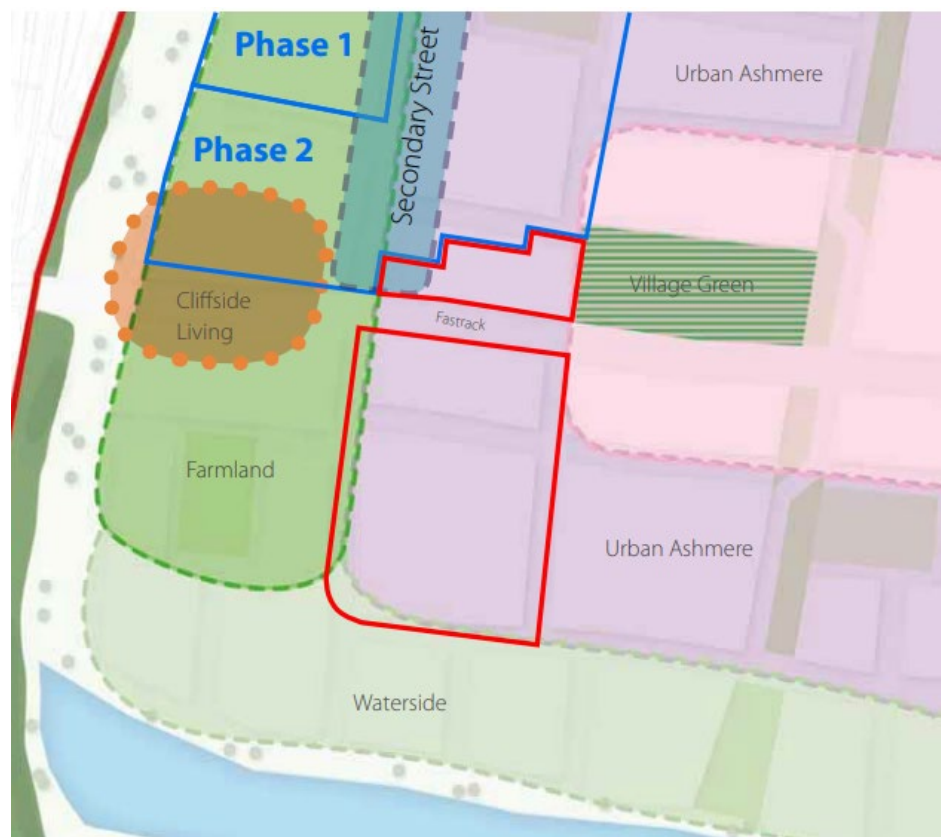 Phase 1
Secondary Street
Urban Ashmere
Phase 2
Village Green
Cliffside
Living
Fastrack
Farmland
Urban Ashmere
Waterside